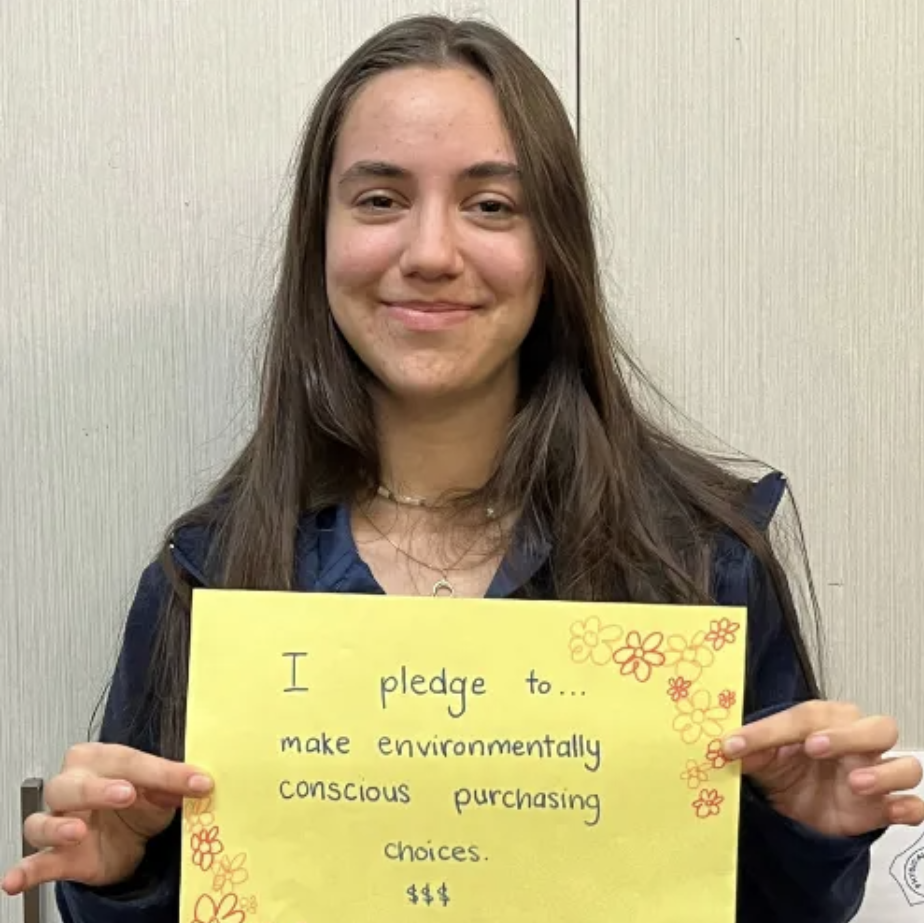 I pledge to...
make environmentally
conscious purchasing
choices.
$$$